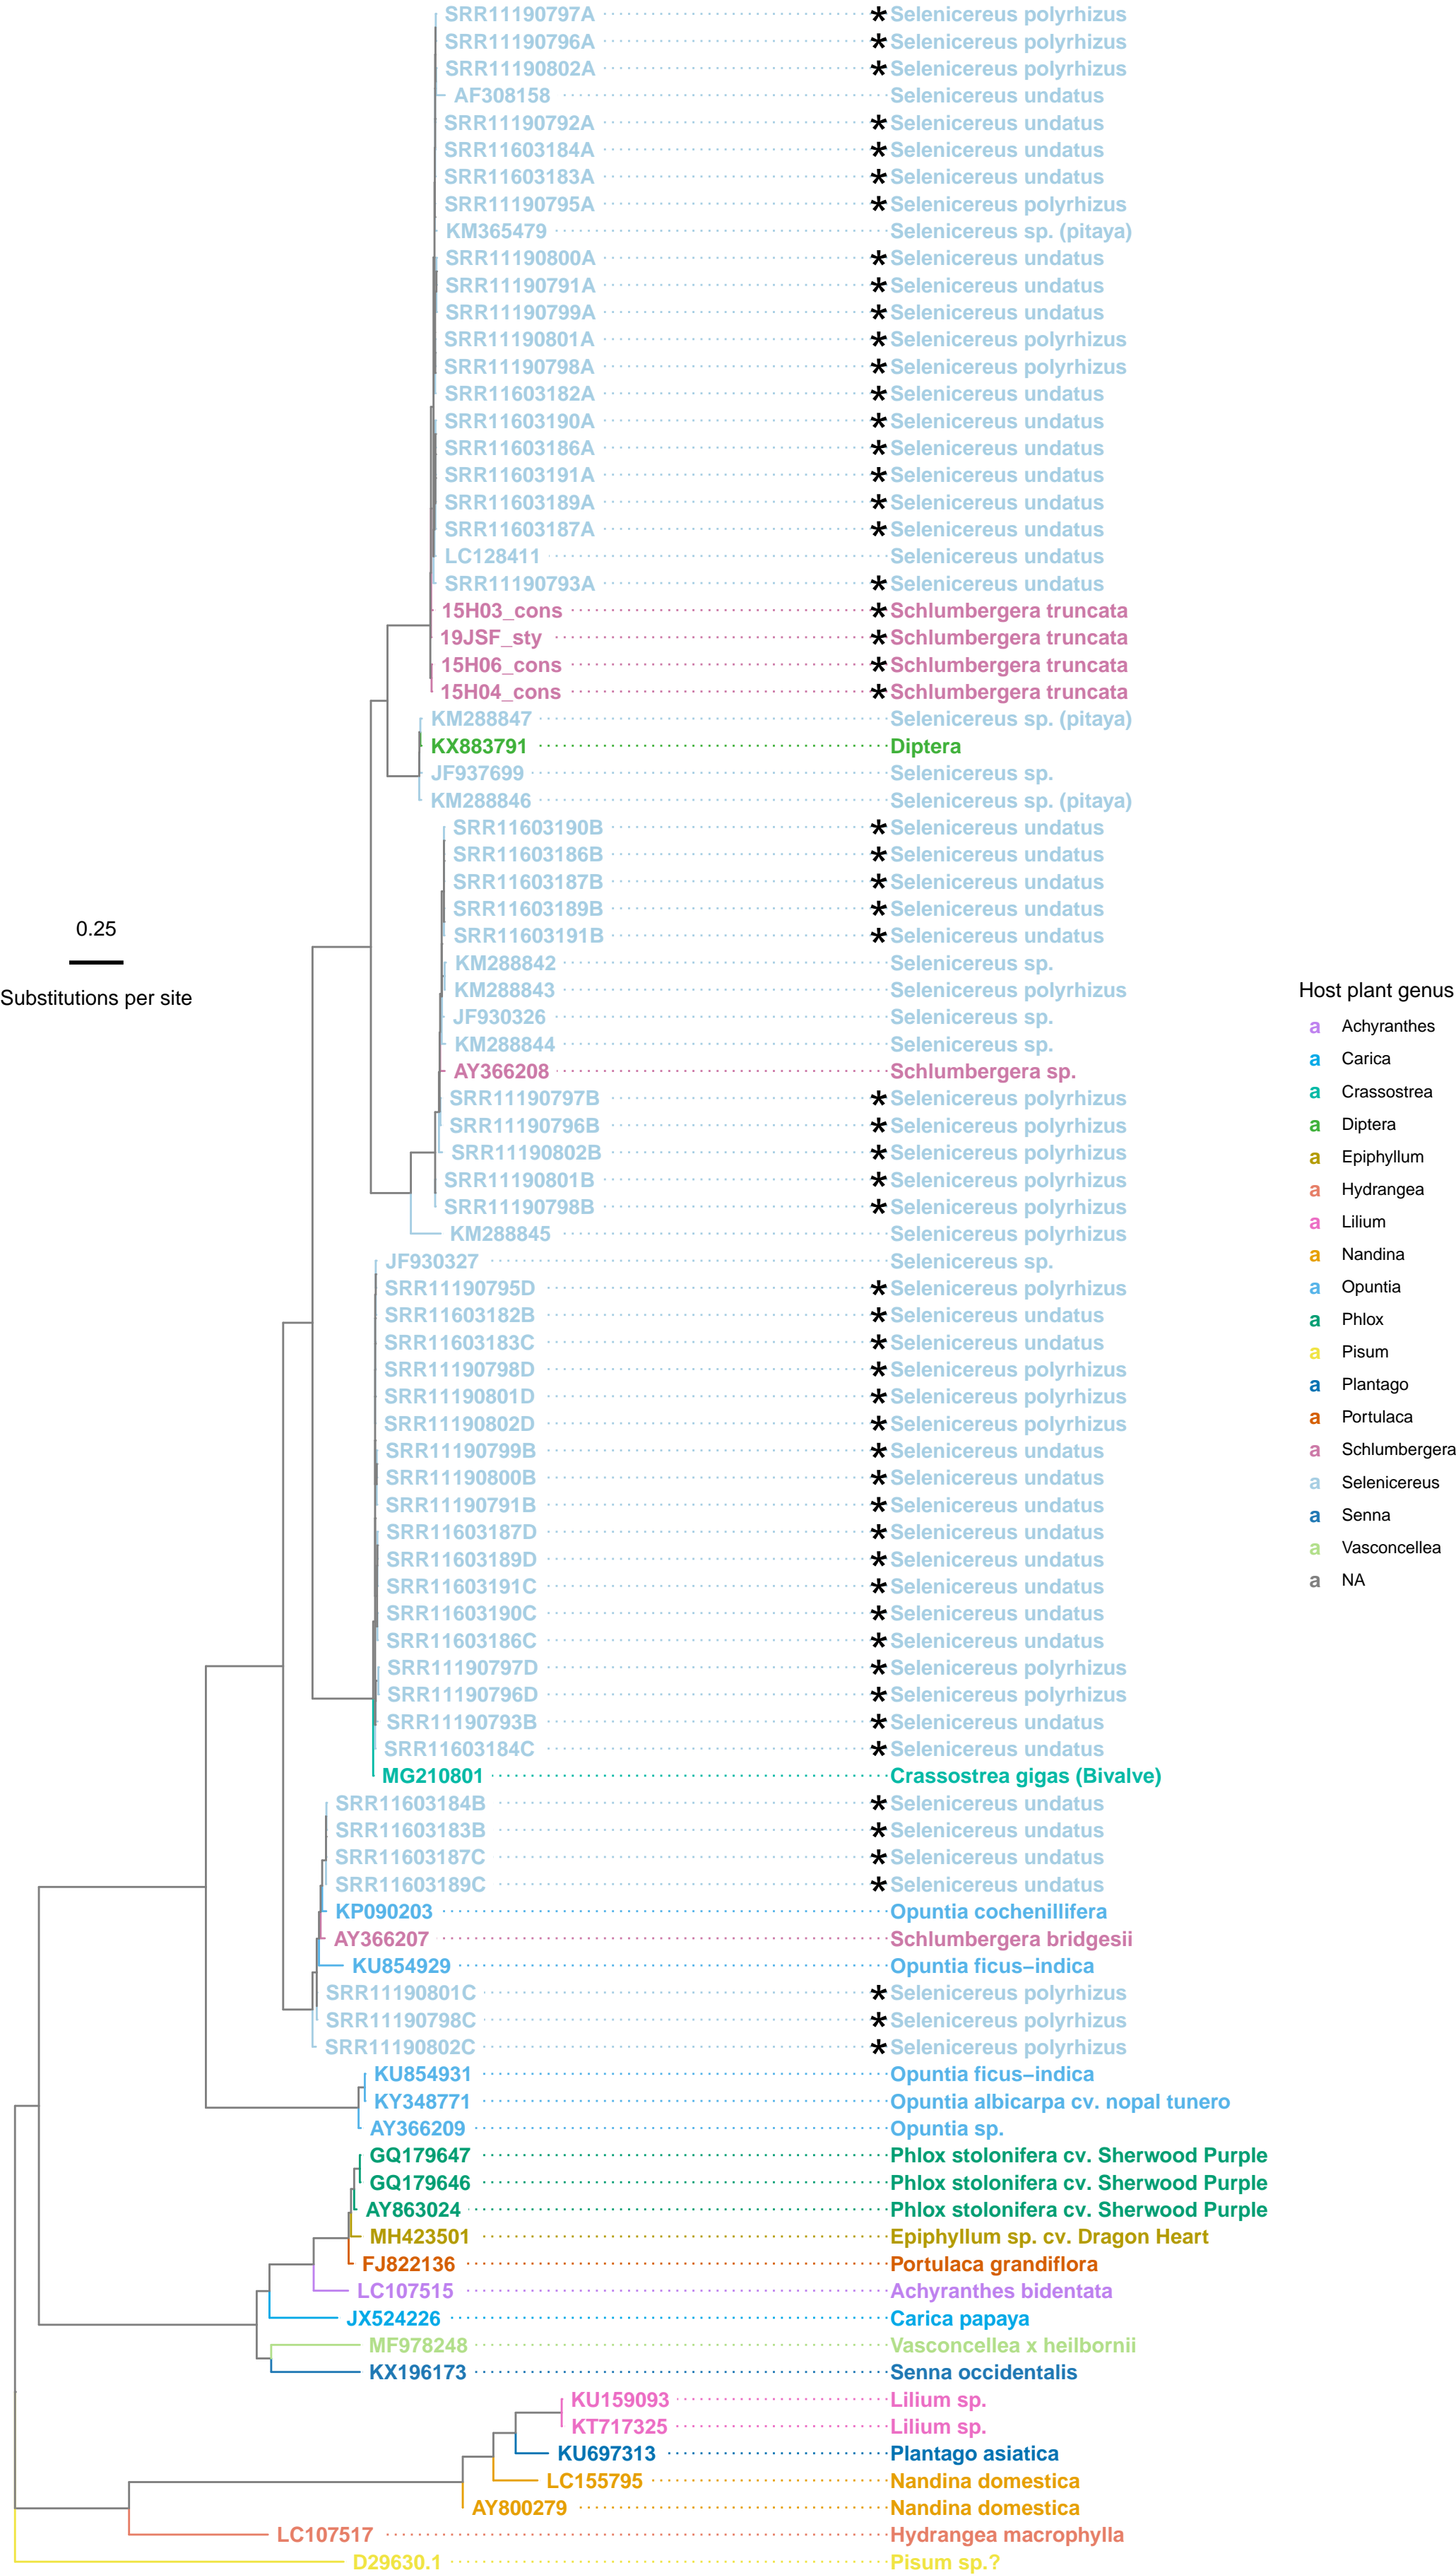 SRR11190797A * Selenicereus polyrhizus
SRR11190796A * Selenicereus polyrhizus
SRR11190802A * Selenicereus polyrhizus
AF308158 Selenicereus undatus
SRR11190792A * Selenicereus undatus
SRR11603184A * Selenicereus undatus
SRR11603183A * Selenicereus undatus
SRR11190795A * Selenicereus polyrhizus
KM365479 Selenicereus sp. (pitaya)
SRR11190800A * Selenicereus undatus
SRR11190791A * Selenicereus undatus
SRR11190799A * Selenicereus undatus
SRR11190801A * Selenicereus polyrhizus
SRR11190798A * Selenicereus polyrhizus
SRR11603182A * Selenicereus undatus
SRR11603190A * Selenicereus undatus
SRR11603186A * Selenicereus undatus
SRR11603191A * Selenicereus undatus
SRR11603189A * Selenicereus undatus
SRR11603187A * Selenicereus undatus
LC128411 Selenicereus undatus
SRR11190793A * Selenicereus undatus
15H03_cons * Schlumbergera truncata
19JSF_sty * Schlumbergera truncata
15H06_cons * Schlumbergera truncata
15H04_cons * Schlumbergera truncata
KM288847 Selenicereus sp. (pitaya)
KX883791 Diptera
JF937699 Selenicereus sp.
KM288846 Selenicereus sp. (pitaya)
SRR11603190B * Selenicereus undatus
SRR11603186B * Selenicereus undatus
SRR11603187B * Selenicereus undatus
SRR11603189B * Selenicereus undatus
SRR11603191B * Selenicereus undatus
KM288842 Selenicereus sp.
KM288843 Selenicereus polyrhizus
JF930326 Selenicereus sp.
KM288844 Selenicereus sp.
AY366208 Schlumbergera sp.
SRR11190797B * Selenicereus polyrhizus
SRR11190796B * Selenicereus polyrhizus
SRR11190802B * Selenicereus polyrhizus
SRR11190801B * Selenicereus polyrhizus
SRR11190798B * Selenicereus polyrhizus
KM288845 Selenicereus polyrhizus
JF930327 Selenicereus sp.
SRR11190795D * Selenicereus polyrhizus
SRR11603182B * Selenicereus undatus
SRR11603183C * Selenicereus undatus
SRR11190798D * Selenicereus polyrhizus
SRR11190801D * Selenicereus polyrhizus
SRR11190802D * Selenicereus polyrhizus
SRR11190799B * Selenicereus undatus
SRR11190800B * Selenicereus undatus
SRR11190791B * Selenicereus undatus
SRR11603187D * Selenicereus undatus
SRR11603189D * Selenicereus undatus
SRR11603191C * Selenicereus undatus
SRR11603190C * Selenicereus undatus
SRR11603186C * Selenicereus undatus
SRR11190797D * Selenicereus polyrhizus
SRR11190796D * Selenicereus polyrhizus
SRR11190793B * Selenicereus undatus
SRR11603184C * Selenicereus undatus
MG210801 Crassostrea gigas (Bivalve)
SRR11603184B * Selenicereus undatus
SRR11603183B * Selenicereus undatus
SRR11603187C * Selenicereus undatus
SRR11603189C * Selenicereus undatus
KP090203 Opuntia cochenillifera
AY366207 Schlumbergera bridgesii
KU854929 Opuntia ficus−indica
SRR11190801C * Selenicereus polyrhizus
SRR11190798C * Selenicereus polyrhizus
SRR11190802C * Selenicereus polyrhizus
KU854931 Opuntia ficus−indica
KY348771 Opuntia albicarpa cv. nopal tunero
AY366209 Opuntia sp.
GQ179647 Phlox stolonifera cv. Sherwood Purple
GQ179646 Phlox stolonifera cv. Sherwood Purple
AY863024 Phlox stolonifera cv. Sherwood Purple
MH423501 Epiphyllum sp. cv. Dragon Heart
FJ822136 Portulaca grandiflora
LC107515 Achyranthes bidentata
JX524226 Carica papaya
MF978248 Vasconcellea x heilbornii
KX196173 Senna occidentalis
KU159093 Lilium sp.
KT717325 Lilium sp.
KU697313 Plantago asiatica
LC155795 Nandina domestica
AY800279 Nandina domestica
LC107517 Hydrangea macrophylla
D29630.1 Pisum sp.?
0.25
Substitutions per site
Host plant genus
a Achyranthes
a Carica
a Crassostrea
a Diptera
a Epiphyllum
a Hydrangea
a Lilium
a Nandina
a Opuntia
a Phlox
a Pisum
a Plantago
a Portulaca
a Schlumbergera
a Selenicereus
a Senna
a Vasconcellea
a NA